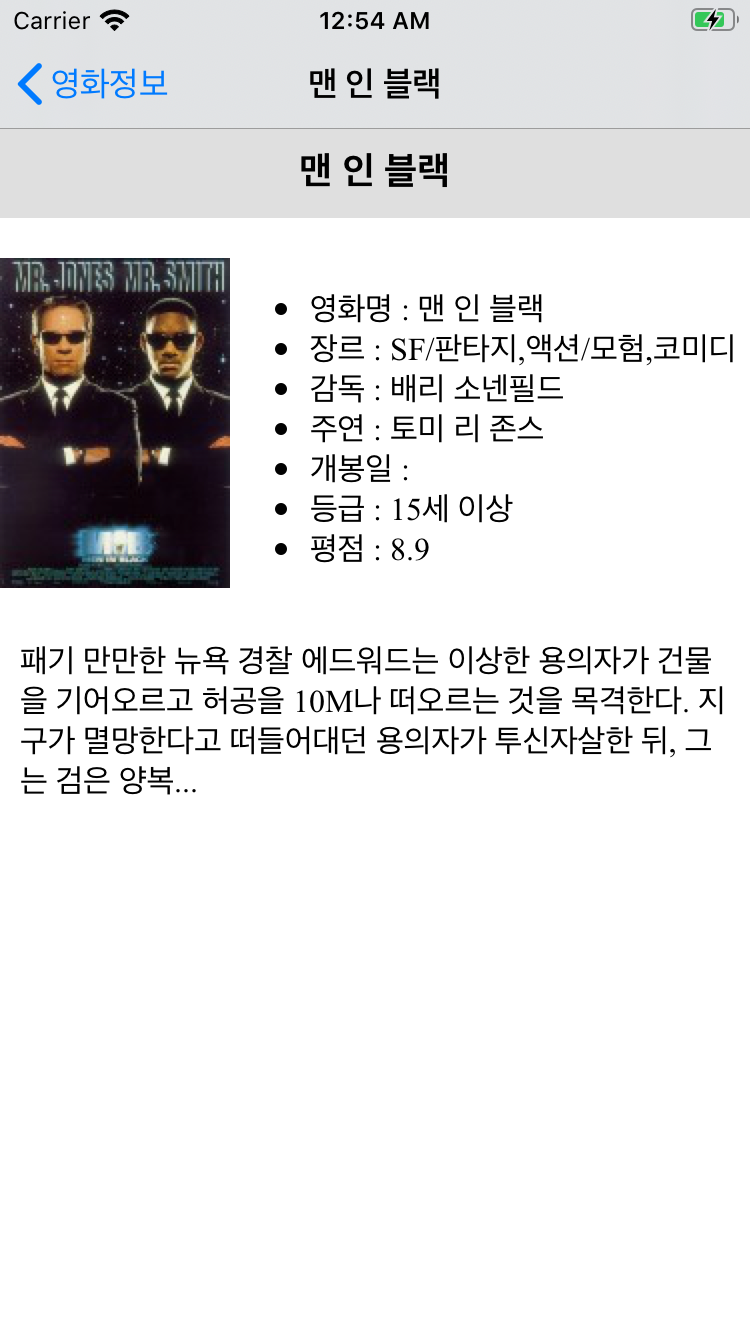 Carrier 12:54 AM
영화정보 맨 인 블랙
맨 인 블랙
MR. JONES MR. SMITH
MEN IN BLACK
• 영화명 : 맨 인 블랙
• 장르 : SF/판타지,액션/모험,코미디
• 감독 : 배리 소넨필드
• 주연 : 토미 리 존스
• 개봉일 :
• 등급 : 15세 이상
• 평점 : 8.9
패기 만만한 뉴욕 경찰 에드워드는 이상한 용의자가 건물
을 기어오르고 허공을 10M나 떠오르는 것을 목격한다. 지
구가 멸망한다고 떠들어대던 용의자가 투신자살한 뒤, 그
는 검은 양복...